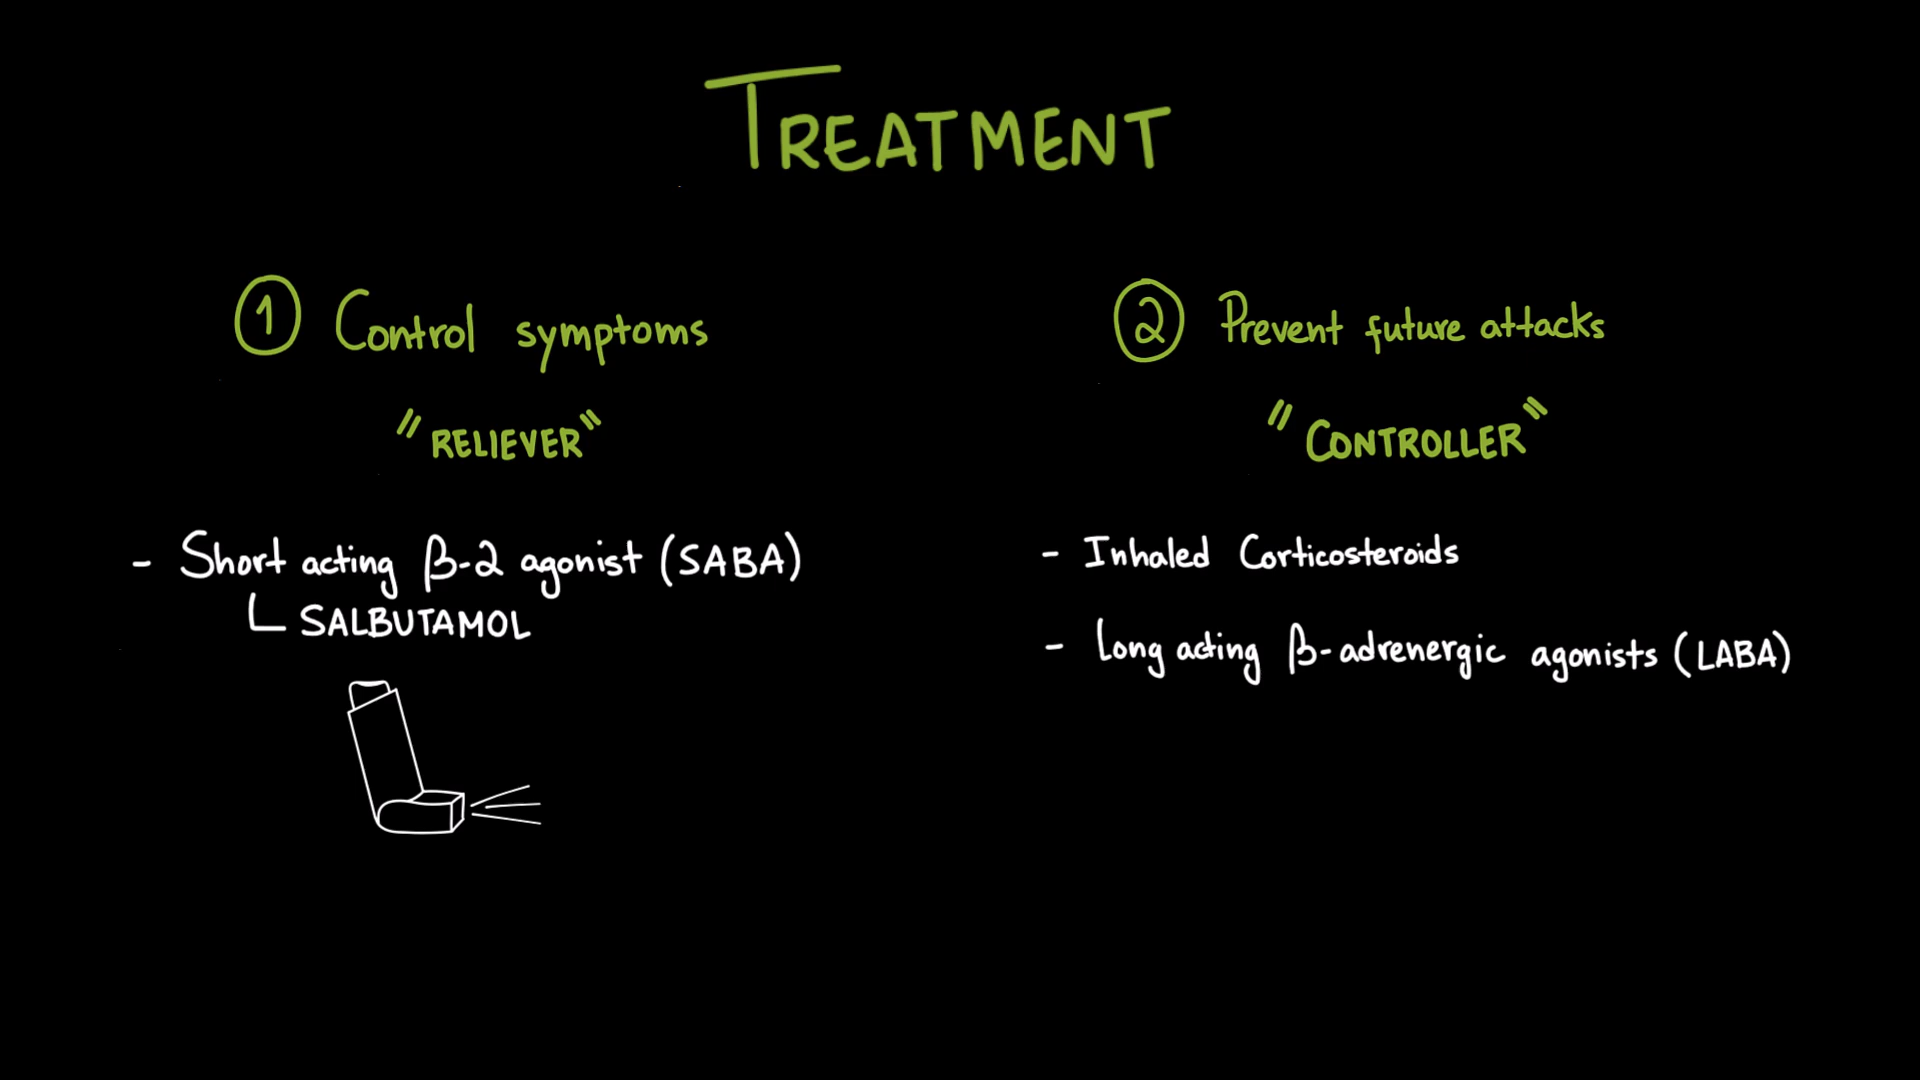 TREATMENT
① Control symptoms
"RELIEVER"
- Short acting β-2 agonist (SABA)
SALBUTAMOL
② Prevent future attacks
"CONTROLLER"
- Inhaled Corticosteroids
- Long acting β-adrenergic agonists (LABA)